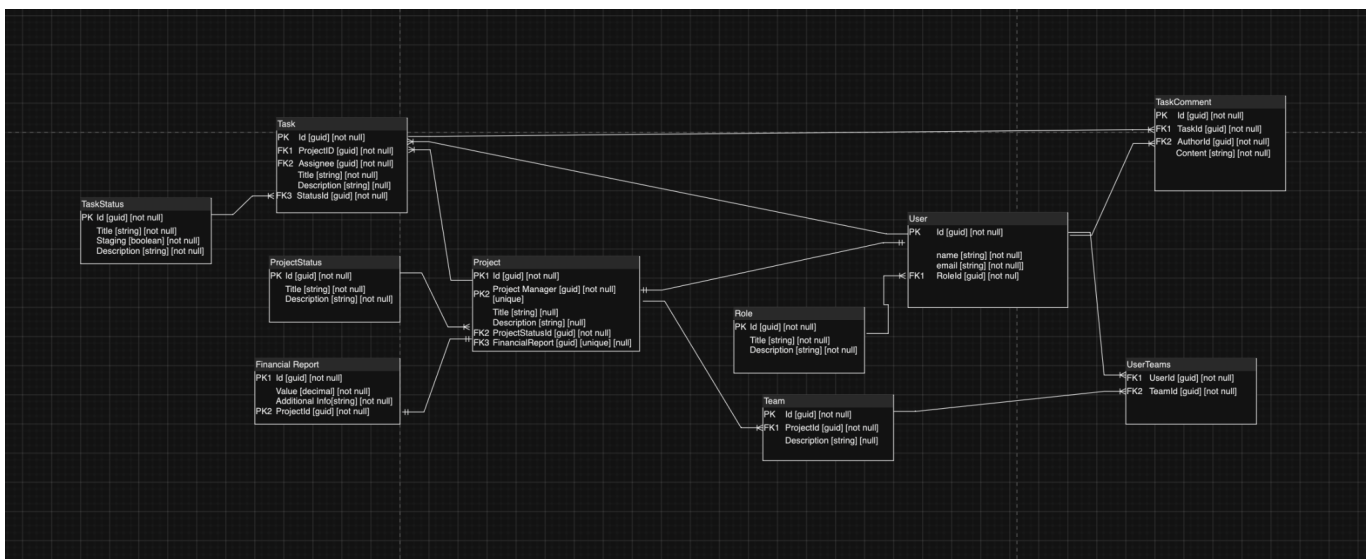 TaskComment
PK Id [guid] [not null]
FK1 TaskId [guid] [not null]
FK2 AuthorId [guid] [not null]
Content [string] [not null]
Task
PK Id [guid] [not null]
FK1 ProjectID [guid] [not null]
FK2 Assignee [guid] [not null]
Title [string] [not null]
Description [string] [null]
FK3 StatusId [guid] [not null]
TaskStatus
PK Id [guid] [not null]
Title [string] [not null]
Staging [boolean] [not null]
Description [string] [not null]
User
PK Id [guid] [not null]
name [string] [not null]
email [string] [not null]]
FK1 RoleId [guid] [not nul]
ProjectStatus
PK Id [guid] [not null]
Title [string] [not null]
Description [string] [not null]
Project
PK1 Id [guid] [not null]
PK2 Project Manager [guid] [not null]
[unique]
Title [string] [null]
Description [string] [null]
FK2 ProjectStatusId [guid] [not null]
FK3 FinancialReport [guid] [unique] [null]
Role
PK Id [guid] [not null]
Title [string] [not null]
Description [string] [not null]
Financial Report
PK1 Id [guid] [not null]
Value [decimal] [not null]
Additional Info[string] [not null]
PK2 ProjectId [guid] [not null]
UserTeams
FK1 UserId [guid] [not null]
FK2 TeamId [guid] [not null]
Team
PK Id [guid] [not null]
FK1 ProjectId [guid] [not null]
Description [string] [null]